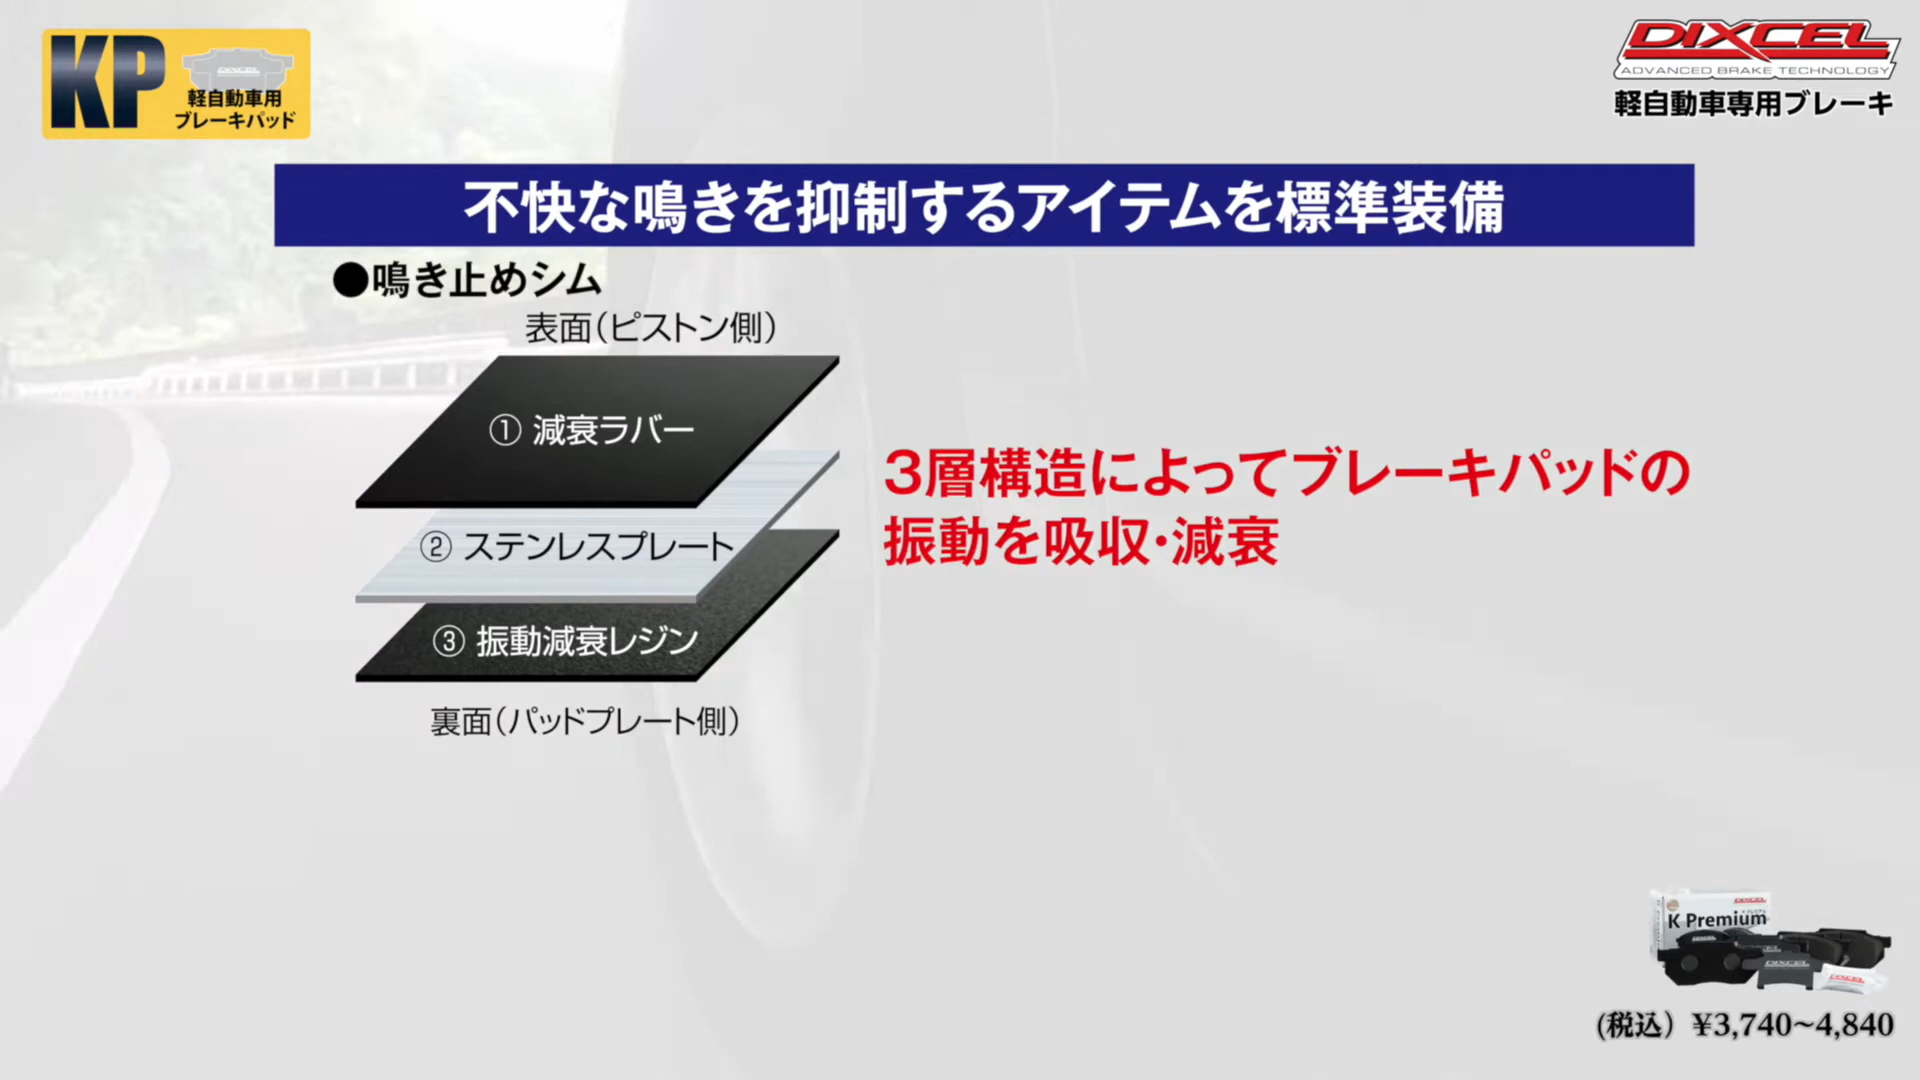 KP
DIXCEL
軽自動車用
ブレーキパッド
DIXCEL
ADVANCED BRAKE TECHNOLOGY
軽自動車専用ブレーキ
不快な鳴きを抑制するアイテムを標準装備
●鳴き止めシム
表面(ピストン側)
① 減衰ラバー
② ステンレスプレート
③ 振動減衰レジン
裏面(パッドプレート側)
3層構造によってブレーキパッドの
振動を吸収・減衰
DIXCEL
K Premium
DIXCEL
DIXCEL
(税込) ¥3,740~4,840